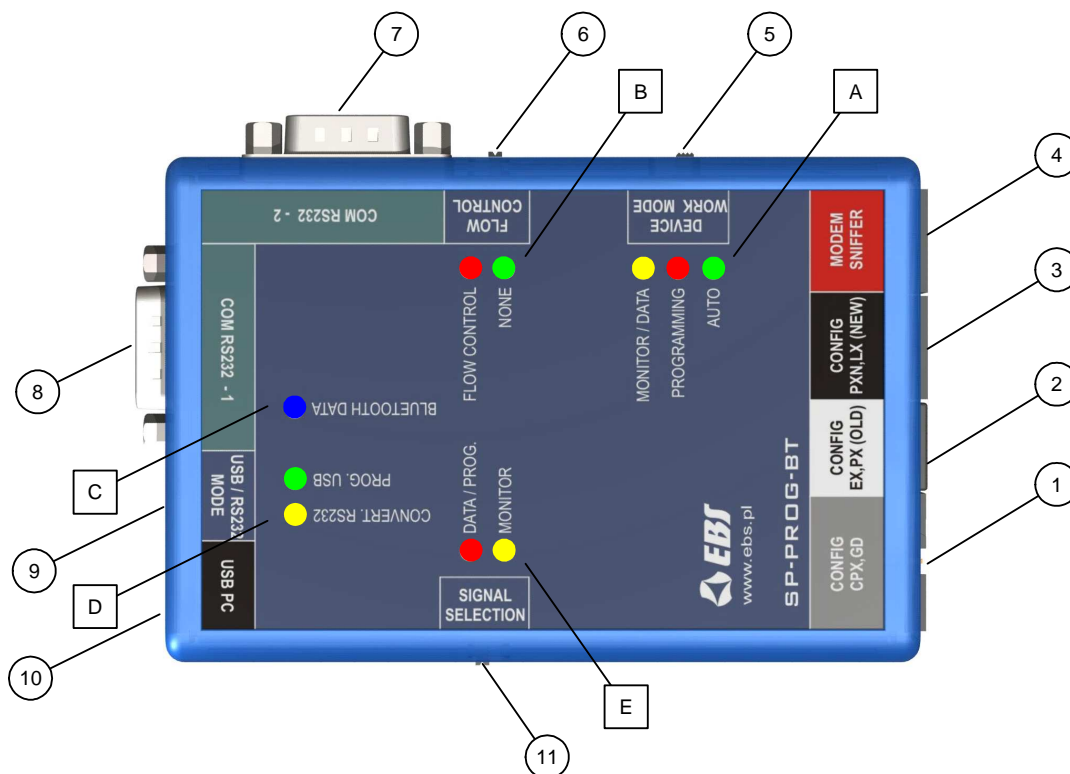 7
6
5
B
A
4
3
2
1
8
C
9
D
10
11
E
COM RS232 - 2
FLOW
CONTROL
DEVICE
WORK MODE
MODEM
SNIFFER
CONFIG
PXN,LX (NEW)
CONFIG
EX,PX (OLD)
CONFIG
CPX,GD
COM RS232 - 1
USB / RS232
MODE
USB PC
FLOW CONTROL
NONE
MONITOR / DATA
PROGRAMMING
AUTO
BLUETOOTH DATA
PROG. USB
CONVERT. RS232
DATA / PROG.
MONITOR
SIGNAL
SELECTION
EBS
www.ebs.pl
SP-PROG-BT